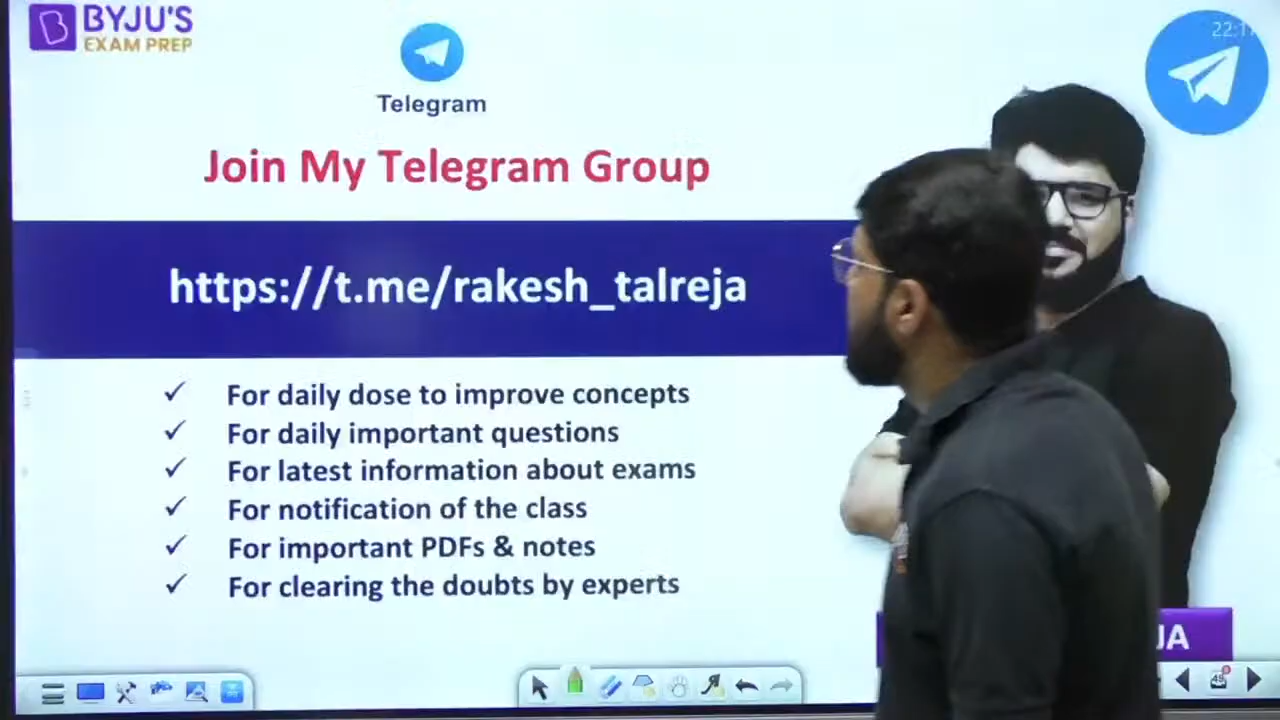 BYJU'S
EXAM PREP
Telegram
Join My Telegram Group
https://t.me/rakesh_talreja
✓ For daily dose to improve concepts
✓ For daily important questions
✓ For latest information about exams
✓ For notification of the class
✓ For important PDFs & notes
✓ For clearing the doubts by experts